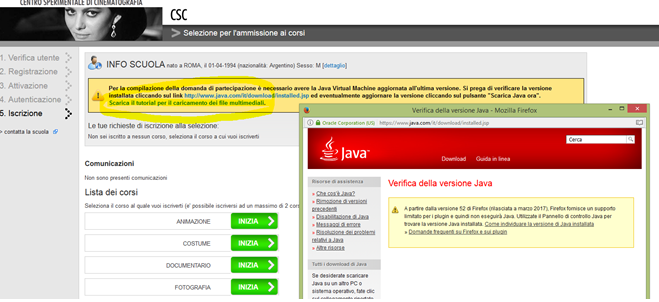 CENTRO SPERIMENTALE DI CINEMATOGRAFIA
CSC
Selezione per l'ammissione ai corsi
1. Verifica utente
2. Registrazione
3. Attivazione
4. Autenticazione
5. Iscrizione
> contatta la scuola
INFO SCUOLA nato a ROMA, il 01-04-1994 (nazionalità: Argentino) Sesso: M [dettaglio]
Per la compilazione della domanda di partecipazione è necessario avere la Java Virtual Machine aggiornata all'ultima versione. Si prega di verificare la versione
installata cliccando sul link http://www.java.com/it/download/installed.jsp ed eventualmente aggiornare la versione cliccando sul pulsante "Scarica Java ora".
Scarica il tutorial per il caricamento dei file multimediali.
Le tue richieste di iscrizione alla selezione:
Non sei iscritto a nessun corso, seleziona il corso a cui vuoi iscriverti
Comunicazioni
Non sono presenti comunicazioni
Lista dei corsi
Seleziona il corso al quale vuoi iscriverti (e' possibile iscriversi ad un massimo di 2 cor
ANIMAZIONE INIZIA
COSTUME INIZIA
DOCUMENTARIO INIZIA
FOTOGRAFIA INIZIA
Verifica della versione Java - Mozilla Firefox
Oracle Corporation (US) https://www.java.com/it/download/installed.jsp
Java
Cerca
Download Guida in linea
Risorse di assistenza
» Che cos'è Java?
» Rimozione di versioni
precedenti
» Disabilitazione di Java
» Messaggi di errore
» Risoluzione dei problemi
relativi a Java
» Altre risorse
Tutti i download di Java
Se desiderate scaricare
Java su un altro PC o
sistema operativo, fate clic
Verifica della versione Java
A partire dalla versione 52 di Firefox (rilasciata a marzo 2017), Firefox fornisce un supporto
limitato per i plugin e quindi non eseguirà Java. Utilizzate il Pannello di controllo Java per
trovare la versione Java installata. Come individuare la versione di Java installata
» Domande frequenti su Firefox e sui plugin